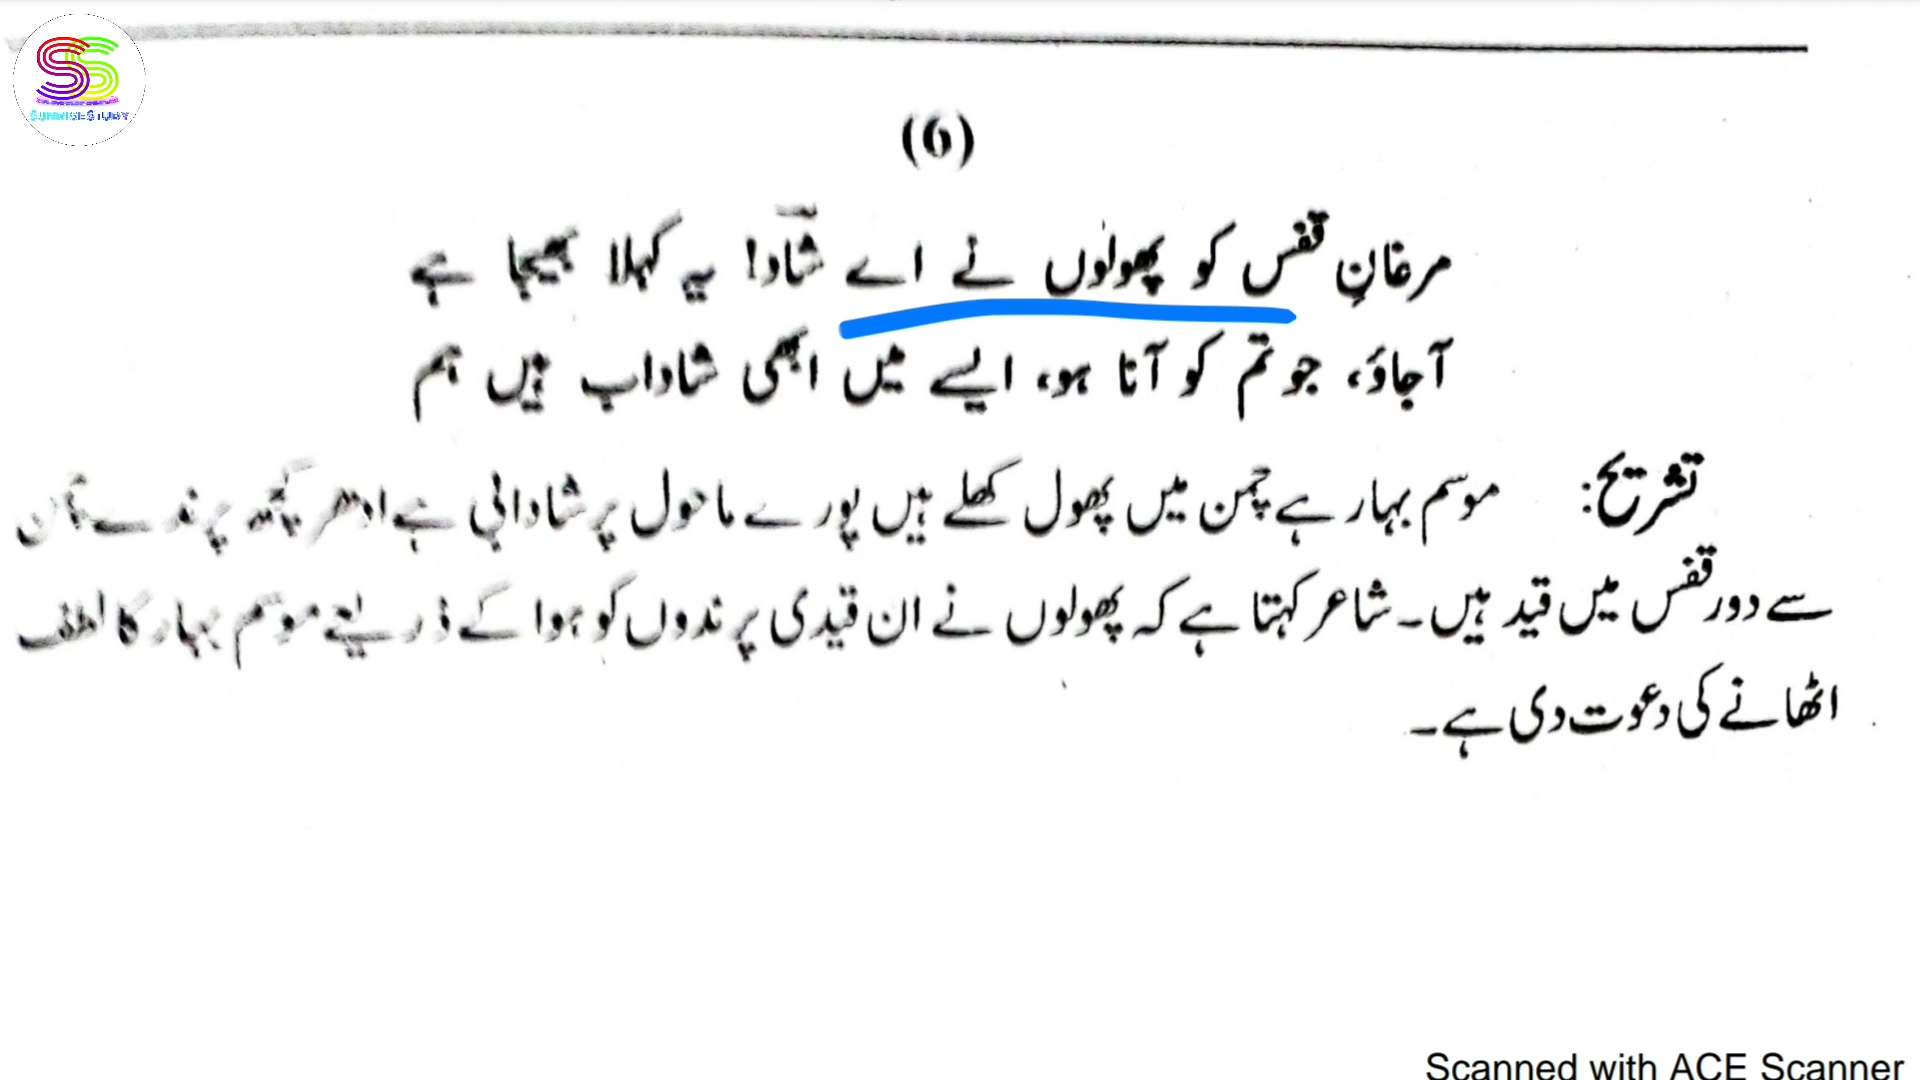 SS
SUNRISESTUDY
(6)
مرغانِ قفس کو پھولوں نے اے شادؔ! یہ کہلا بھیجا ہے
آجاؤ، جو تم کو آنا ہو، ایسے میں ابھی شاداب ہیں ہم
تشریح: موسم بہار ہے چمن میں پھول کھلے ہیں پورے ماحول پر شادابی ہے ادھر کچھ پرندے چمن
سے دور قفس میں قید ہیں۔ شاعر کہتا ہے کہ پھولوں نے ان قیدی پرندوں کو ہوا کے ذریعے موسم بہار کا لطف
اٹھانے کی دعوت دی ہے۔
Scanned with ACE Scanner